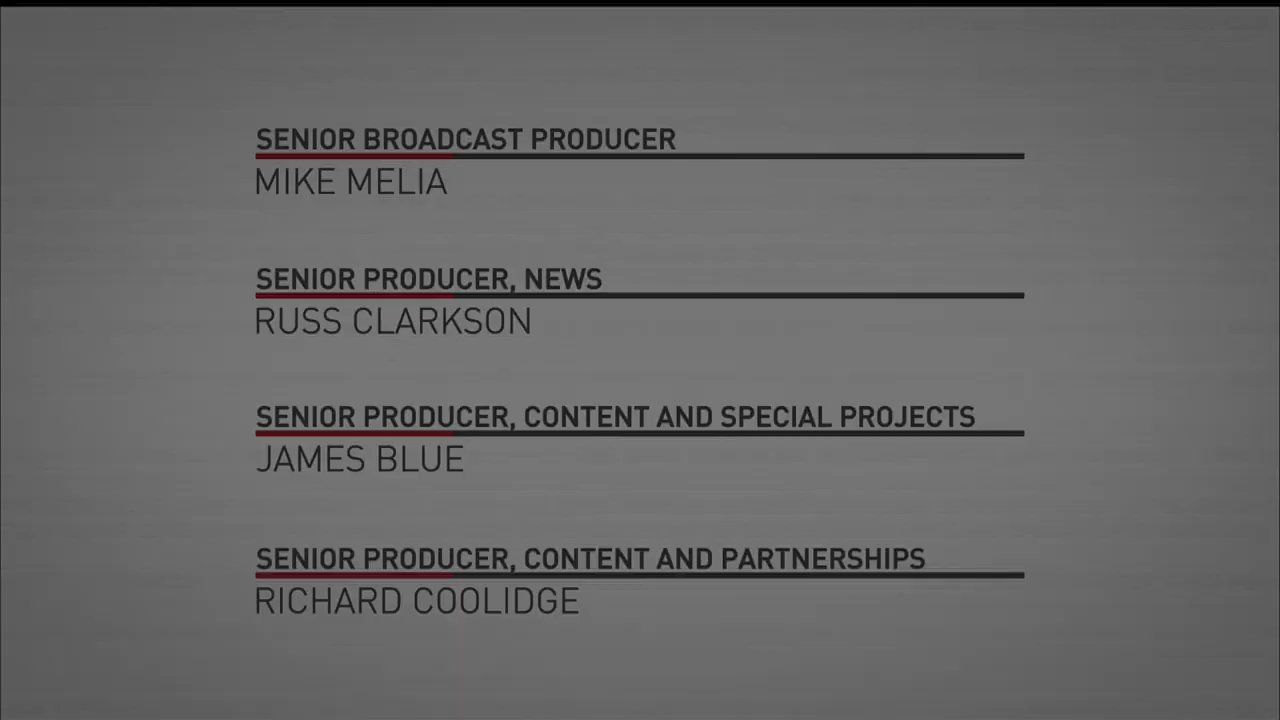 SENIOR BROADCAST PRODUCER
MIKE MELIA
SENIOR PRODUCER, NEWS
RUSS CLARKSON
SENIOR PRODUCER, CONTENT AND SPECIAL PROJECTS
JAMES BLUE
SENIOR PRODUCER, CONTENT AND PARTNERSHIPS
RICHARD COOLIDGE